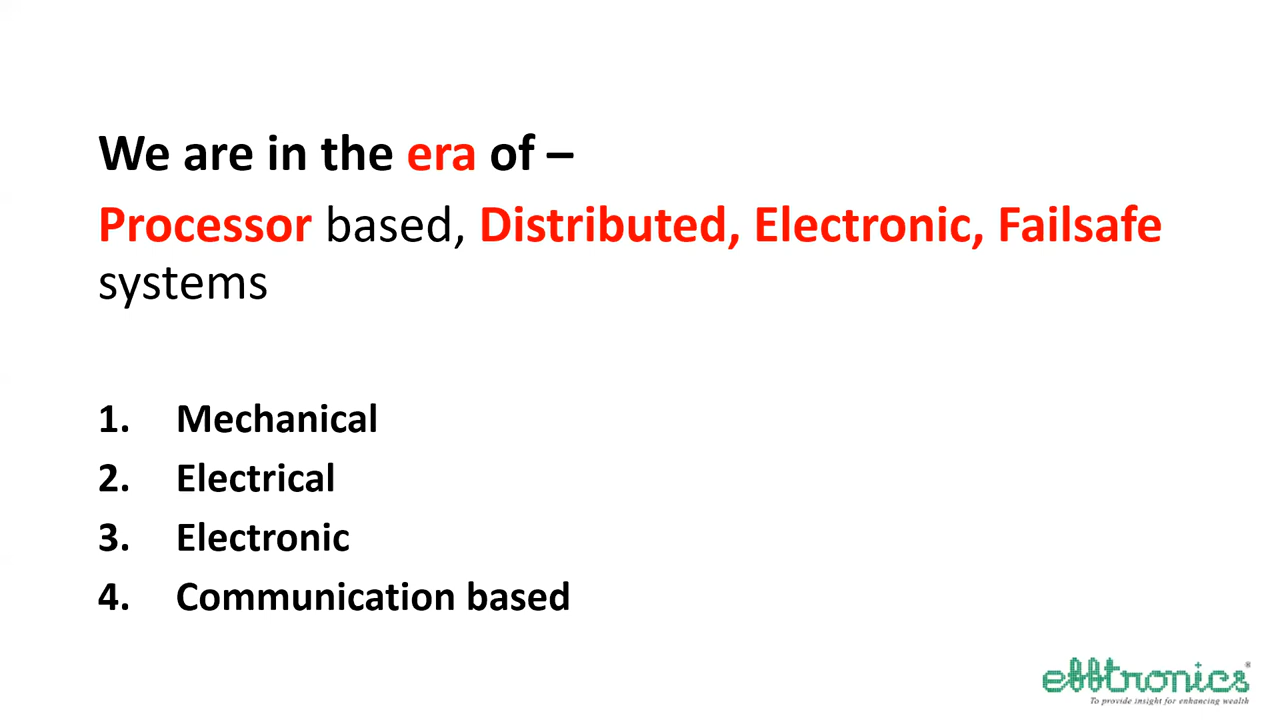 We are in the era of –
Processor based, Distributed, Electronic, Failsafe
systems
1. Mechanical
2. Electrical
3. Electronic
4. Communication based
efftronics®
To provide insight for enhancing wealth